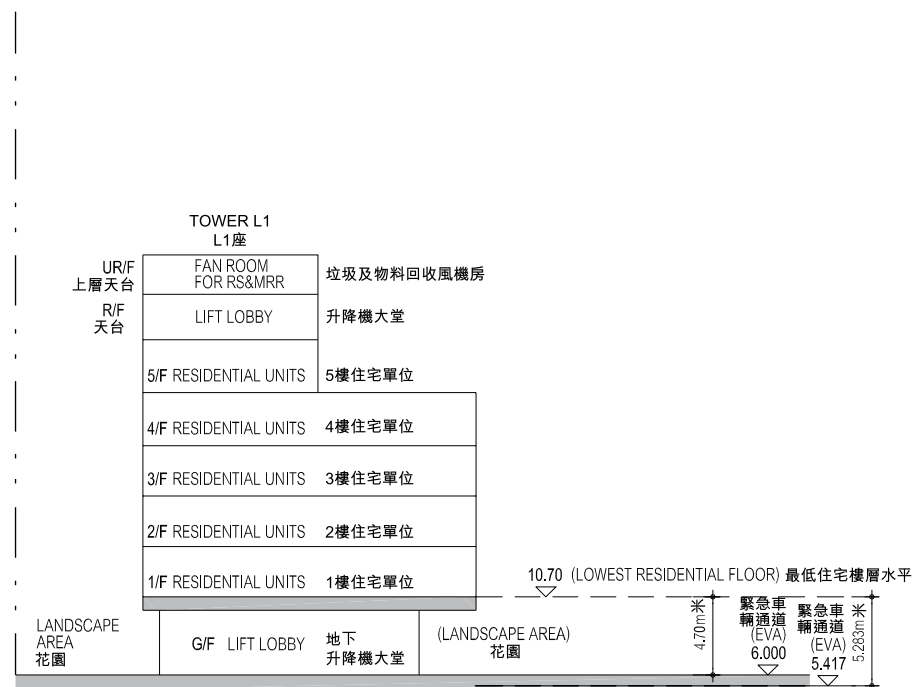 TOWER L1
L1座
UR/F
上層天台
FAN ROOM
FOR RS&MRR
垃圾及物料回收風機房
R/F
天台
LIFT LOBBY
升降機大堂
5/F RESIDENTIAL UNITS 5樓住宅單位
4/F RESIDENTIAL UNITS 4樓住宅單位
3/F RESIDENTIAL UNITS 3樓住宅單位
2/F RESIDENTIAL UNITS 2樓住宅單位
1/F RESIDENTIAL UNITS 1樓住宅單位
10.70 (LOWEST RESIDENTIAL FLOOR) 最低住宅樓層水平
LANDSCAPE
AREA
花園
G/F LIFT LOBBY
地下
升降機大堂
(LANDSCAPE AREA)
花園
4.70m米
緊急車
輛通道
(EVA)
6.000
緊急車
輛通道
(EVA)
5.417
5.283m米